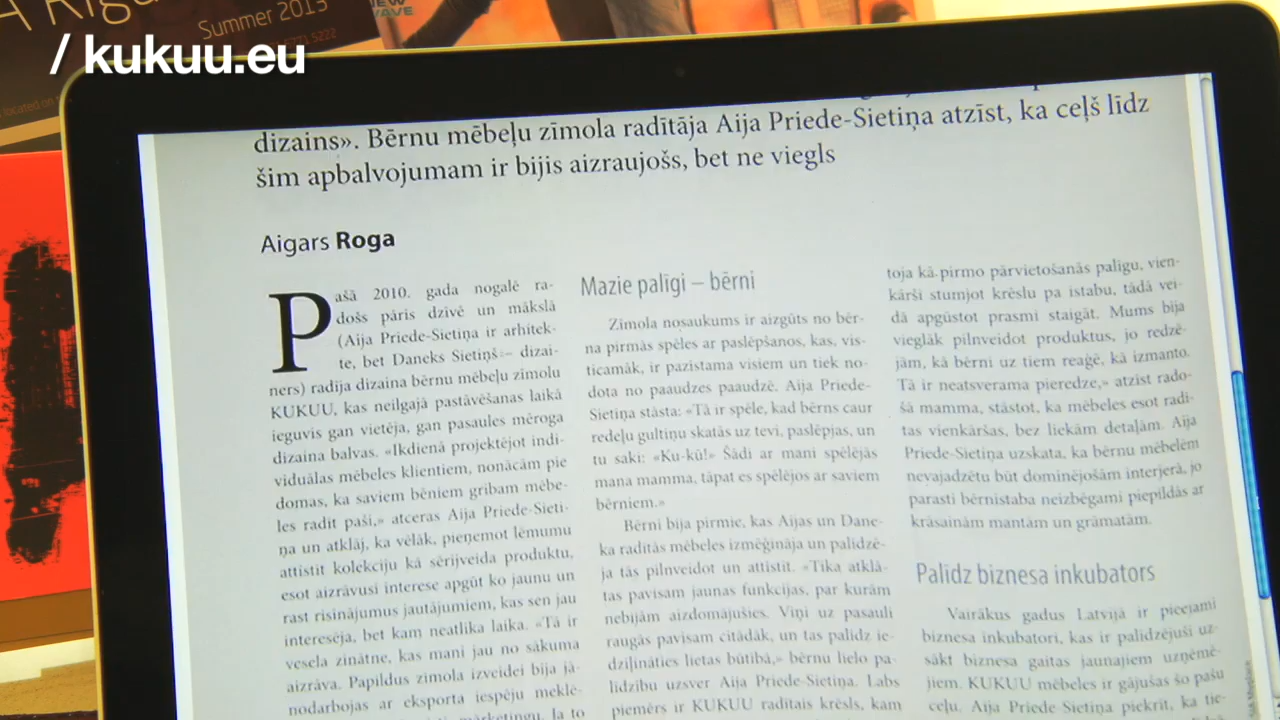 A Rīga
Summer 2013
NEW
WAVE
/ kukuu.eu
located on
dizains». Bērnu mēbeļu zīmola radītāja Aija Priede-Sietiņa atzīst, ka ceļš līdz
šim apbalvojumam ir bijis aizraujošs, bet ne viegls
Aigars Roga
Pašā 2010. gada nogalē ra-
došs pāris dzīvē un mākslā
(Aija Priede-Sietiņa ir arhitek-
te, bet Daneks Sietiņš – dizai-
ners) radīja dizaina bērnu mēbeļu zīmolu
KUKUU, kas neilgajā pastāvēšanas laikā
ieguvis gan vietēja, gan pasaules mēroga
dizaina balvas. «Ikdienā projektējot indi-
viduālas mēbeles klientiem, nonācām pie
domas, ka saviem bēniem gribam mēbe-
les radīt paši,» atceras Aija Priede-Sieti-
ņa un atklāj, ka vēlāk, pieņemot lēmumu
attīstīt kolekciju kā sērijveida produktu,
esot aizrāvusi interese apgūt ko jaunu un
rast risinājumus jautājumiem, kas sen jau
interesēja, bet kam neatlika laika. «Tā ir
vesela zinātne, kas mani jau no sākuma
aizrāva. Papildus zīmola izveidei bija jā-
nodarbojas ar eksporta iespēju meklē-
mārketingu. Ja to
Mazie palīgi – bērni
Zīmola nosaukums ir aizgūts no bēr-
na pirmās spēles ar paslēpšanos, kas, vis-
ticamāk, ir pazīstama visiem un tiek no-
dota no paaudzes paaudzē. Aija Priede-
Sietiņa stāsta: «Tā ir spēle, kad bērns caur
redeļu gultiņu skatās uz tevi, paslēpjas, un
tu saki: «Ku-kū!» Šādi ar mani spēlējās
mana mamma, tāpat es spēlējos ar saviem
bērniem.»
Bērni bija pirmie, kas Aijas un Dane-
ka radītās mēbeles izmēģināja un palīdzē-
ja tās pilnveidot un attīstīt. «Tika atklā-
tas pavisam jaunas funkcijas, par kurām
nebijām aizdomājušies. Viņi uz pasauli
raugās pavisam citādāk, un tas palīdz ie-
dziļināties lietas būtībā,» bērnu lielo pa-
līdzību uzsver Aija Priede-Sietiņa. Labs
piemērs ir KUKUU radītais krēsls, kam
toja kā pirmo pārvietošanās palīgu, vien-
kārši stumjot krēslu pa istabu, tādā vei-
dā apgūstot prasmi staigāt. Mums bija
vieglāk pilnveidot produktus, jo redzē-
jām, kā bērni uz tiem reaģē, kā izmanto.
Tā ir neatsverama pieredze,» atzīst rado-
šā mamma, stāstot, ka mēbeles esot radī-
tas vienkāršas, bez liekām detaļām. Aija
Priede-Sietiņa uzskata, ka bērnu mēbelēm
nevajadzētu būt dominējošām interjerā, jo
parasti bērnistaba neizbēgami piepildās ar
krāsainām mantām un grāmatām.
Palīdz biznesa inkubators
Vairākus gadus Latvijā ir pieejami
biznesa inkubatori, kas ir palīdzējuši uz-
sākt biznesa gaitas jaunajiem uzņēmē-
jiem. KUKUU mēbeles ir gājušas šo pašu
ceļu. Aija Priede-Sietiņa piekrīt, ka tie-